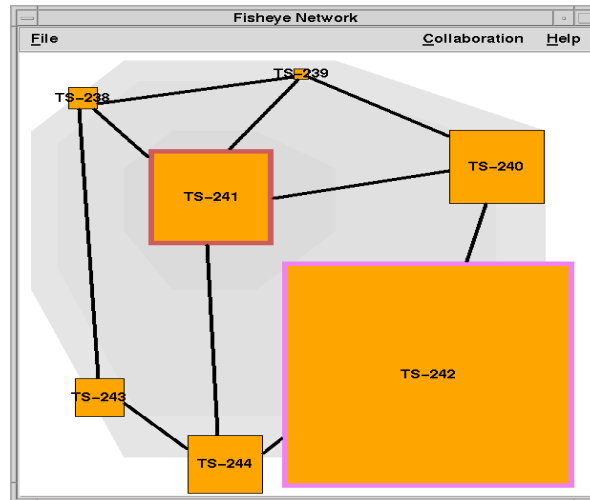 Fisheye Network
File Collaboration Help
TS-239
TS-238
TS-240
TS-241
TS-242
TS-243
TS-244